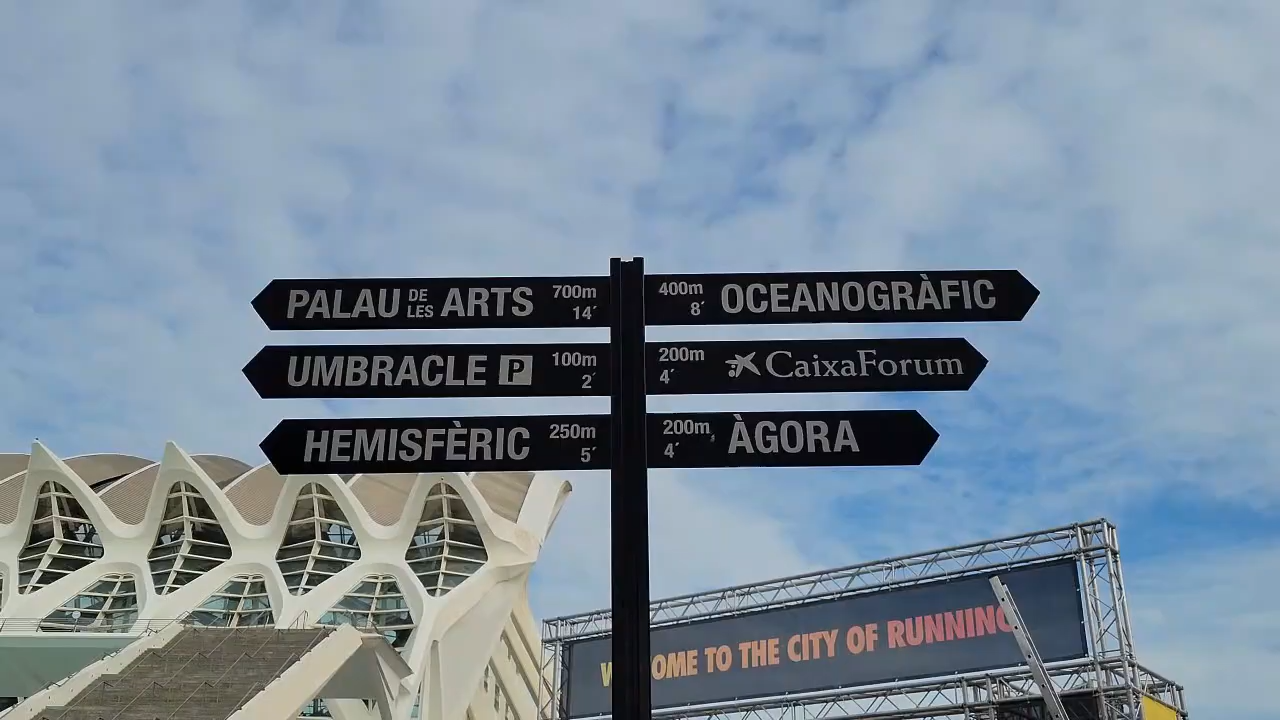 PALAU DE LES ARTS 700m 14'
UMBRACLE P 100m 2'
HEMISFÈRIC 250m 5'
400m 8' OCEANOGRÀFIC
200m 4' CaixaForum
200m 4' ÀGORA
TO THE CITY OF RUNNING